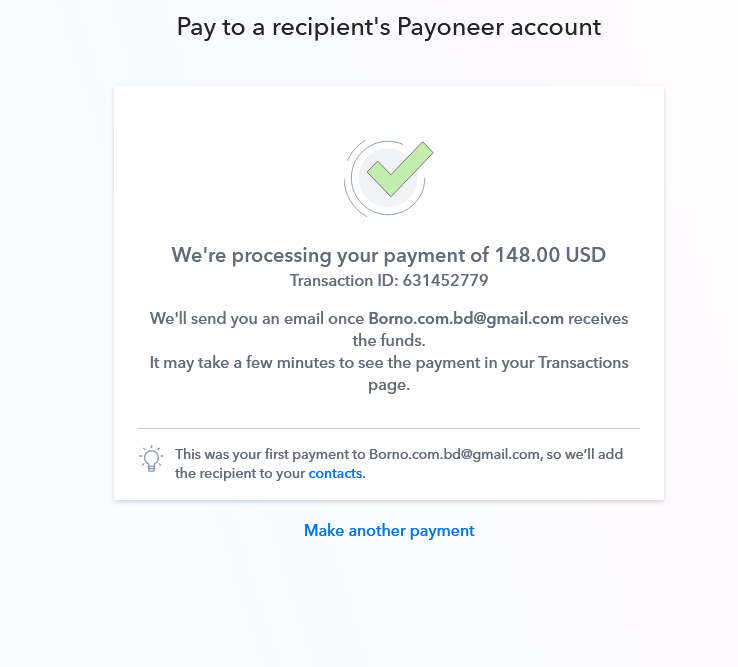 Pay to a recipient's Payoneer account
We're processing your payment of 148.00 USD
Transaction ID: 631452779
We'll send you an email once Borno.com.bd@gmail.com receives
the funds.
It may take a few minutes to see the payment in your Transactions
page.
This was your first payment to Borno.com.bd@gmail.com, so we’ll add
the recipient to your contacts.
Make another payment